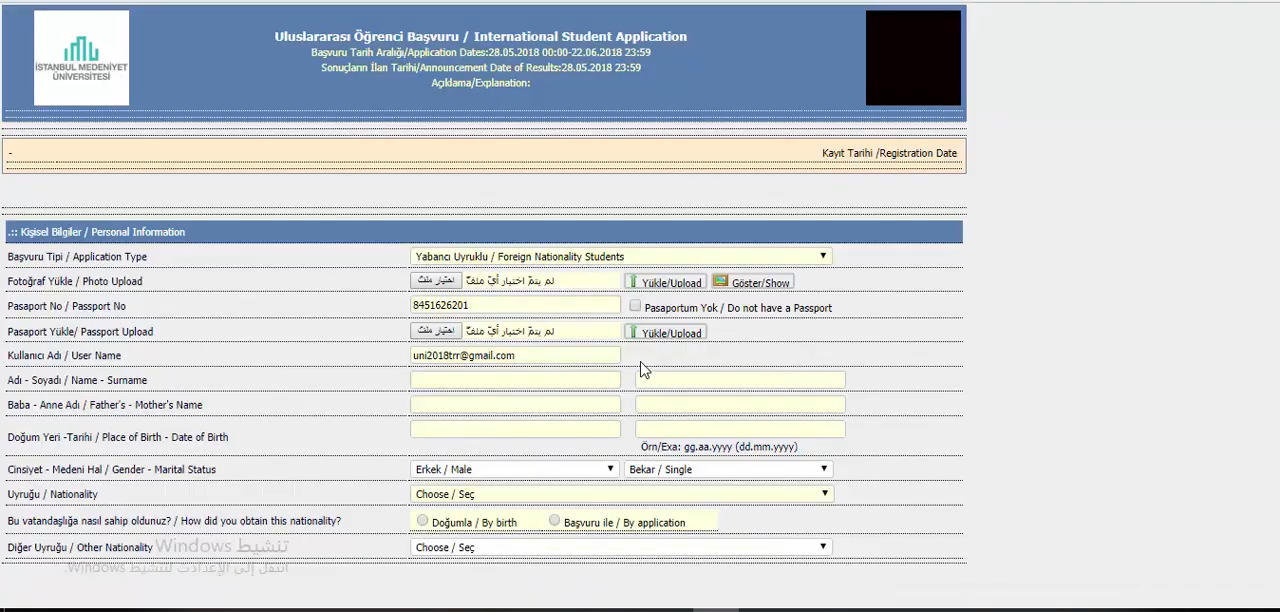 İSTANBUL MEDENİYET
ÜNİVERSİTESİ
Uluslararası Öğrenci Başvuru / International Student Application
Başvuru Tarih Aralığı/Application Dates:28.05.2018 00:00-22.06.2018 23:59
Sonuçların İlan Tarihi/Announcement Date of Results:28.05.2018 23:59
Açıklama/Explanation:
-
Kayıt Tarihi /Registration Date
.:: Kişisel Bilgiler / Personal Information
Başvuru Tipi / Application Type Yabancı Uyruklu / Foreign Nationality Students
Fotoğraf Yükle / Photo Upload اختيار ملف لم يتم اختيار أي ملف Yükle/Upload Göster/Show
Pasaport No / Passport No 8451626201 Pasaportum Yok / Do not have a Passport
Pasaport Yükle/ Passport Upload اختيار ملف لم يتم اختيار أي ملف Yükle/Upload
Kullanıcı Adı / User Name uni2018trr@gmail.com
Adı - Soyadı / Name - Surname
Baba - Anne Adı / Father's - Mother's Name
Doğum Yeri -Tarihi / Place of Birth - Date of Birth
Örn/Exa: gg.aa.yyyy (dd.mm.yyyy)
Cinsiyet - Medeni Hal / Gender - Marital Status Erkek / Male Bekar / Single
Uyruğu / Nationality Choose / Seç
Bu vatandaşlığa nasıl sahip oldunuz? / How did you obtain this nationality? Doğumla / By birth Başvuru ile / By application
Diğer Uyruğu / Other Nationality Choose / Seç
تنشيط Windows
انتقل إلى الإعدادات لتنشيط Windows.